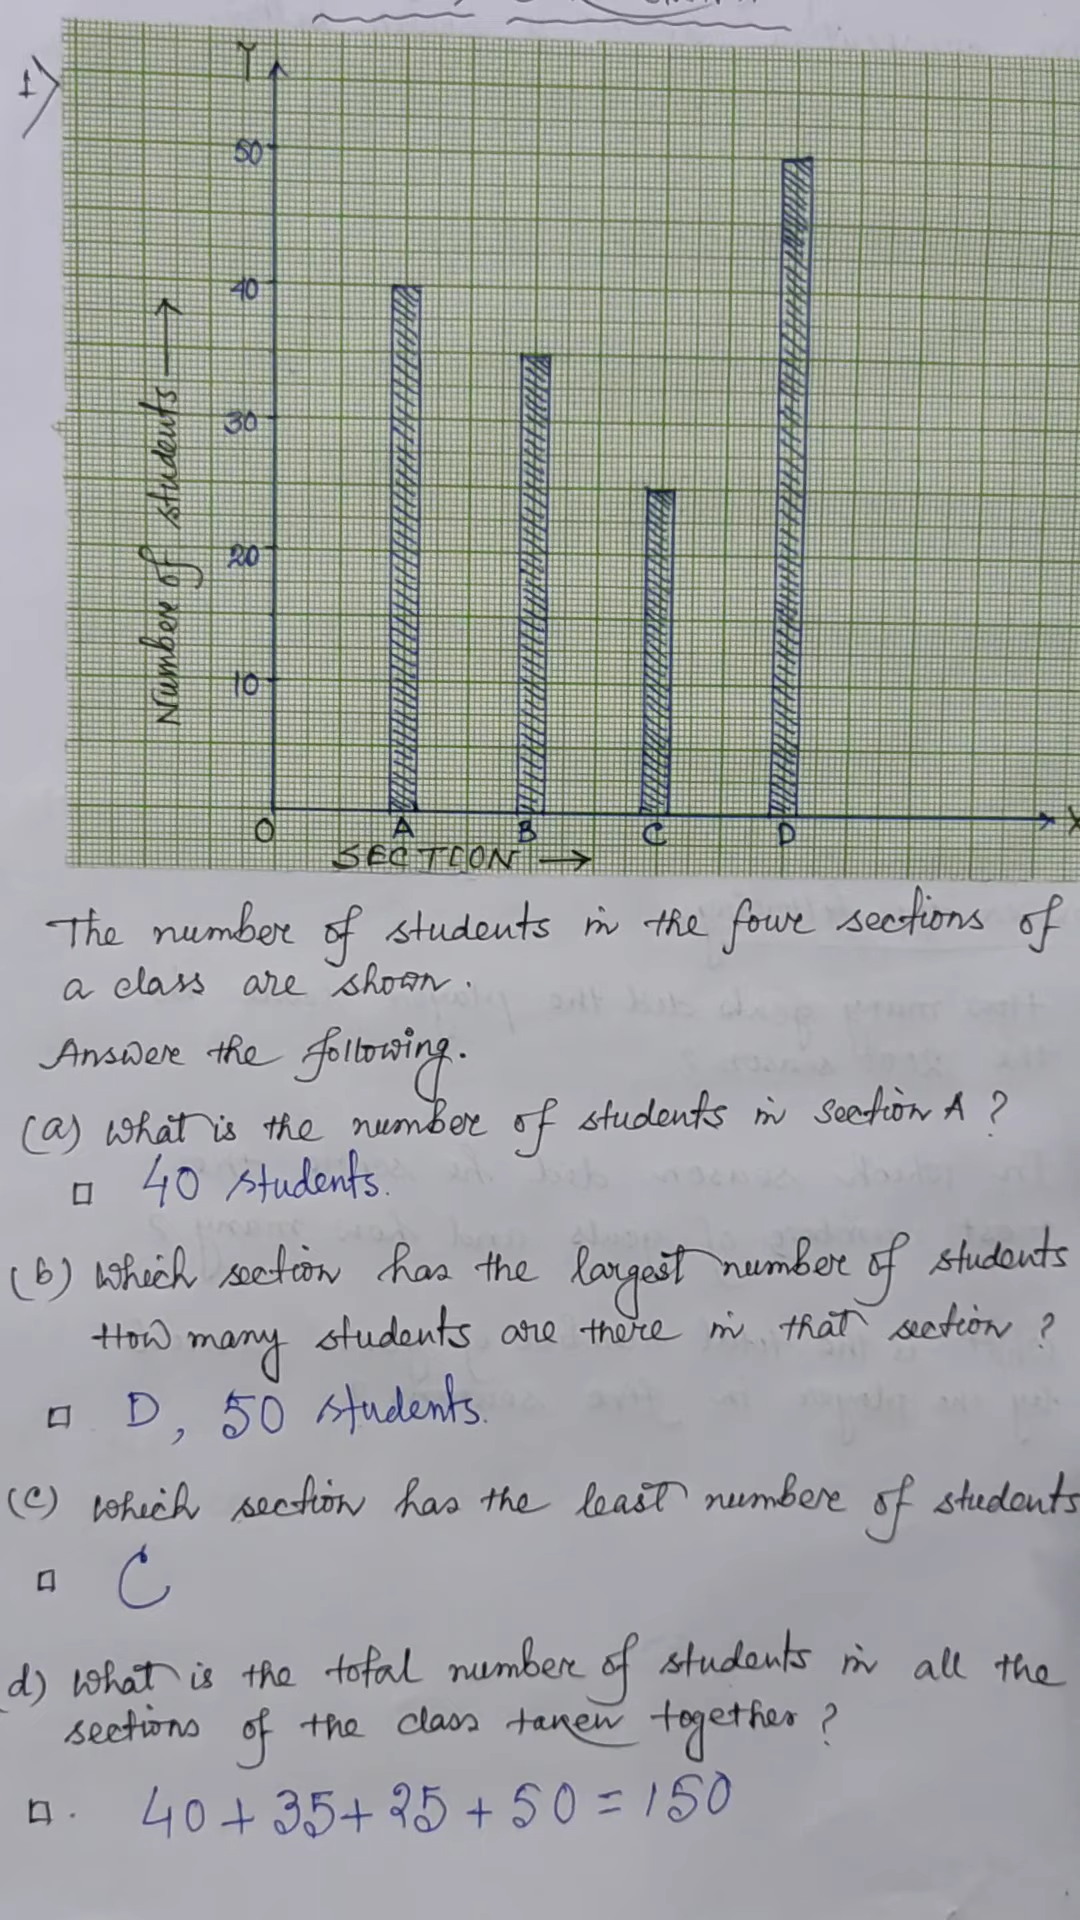 1)
Y
50
40
30
20
10
O
Number of students
A B C D
X
SECTION
The number of students in the four sections of
a class are shown.
Answer the following.
(a) What is the number of students in section A ?
40 students.
(b) Which section has the largest number of students
How many students are there in that section ?
D, 50 students.
(c) Which section has the least number of students
C
d) What is the total number of students in all the
sections of the class taken together ?
40 + 35 + 25 + 50 = 150